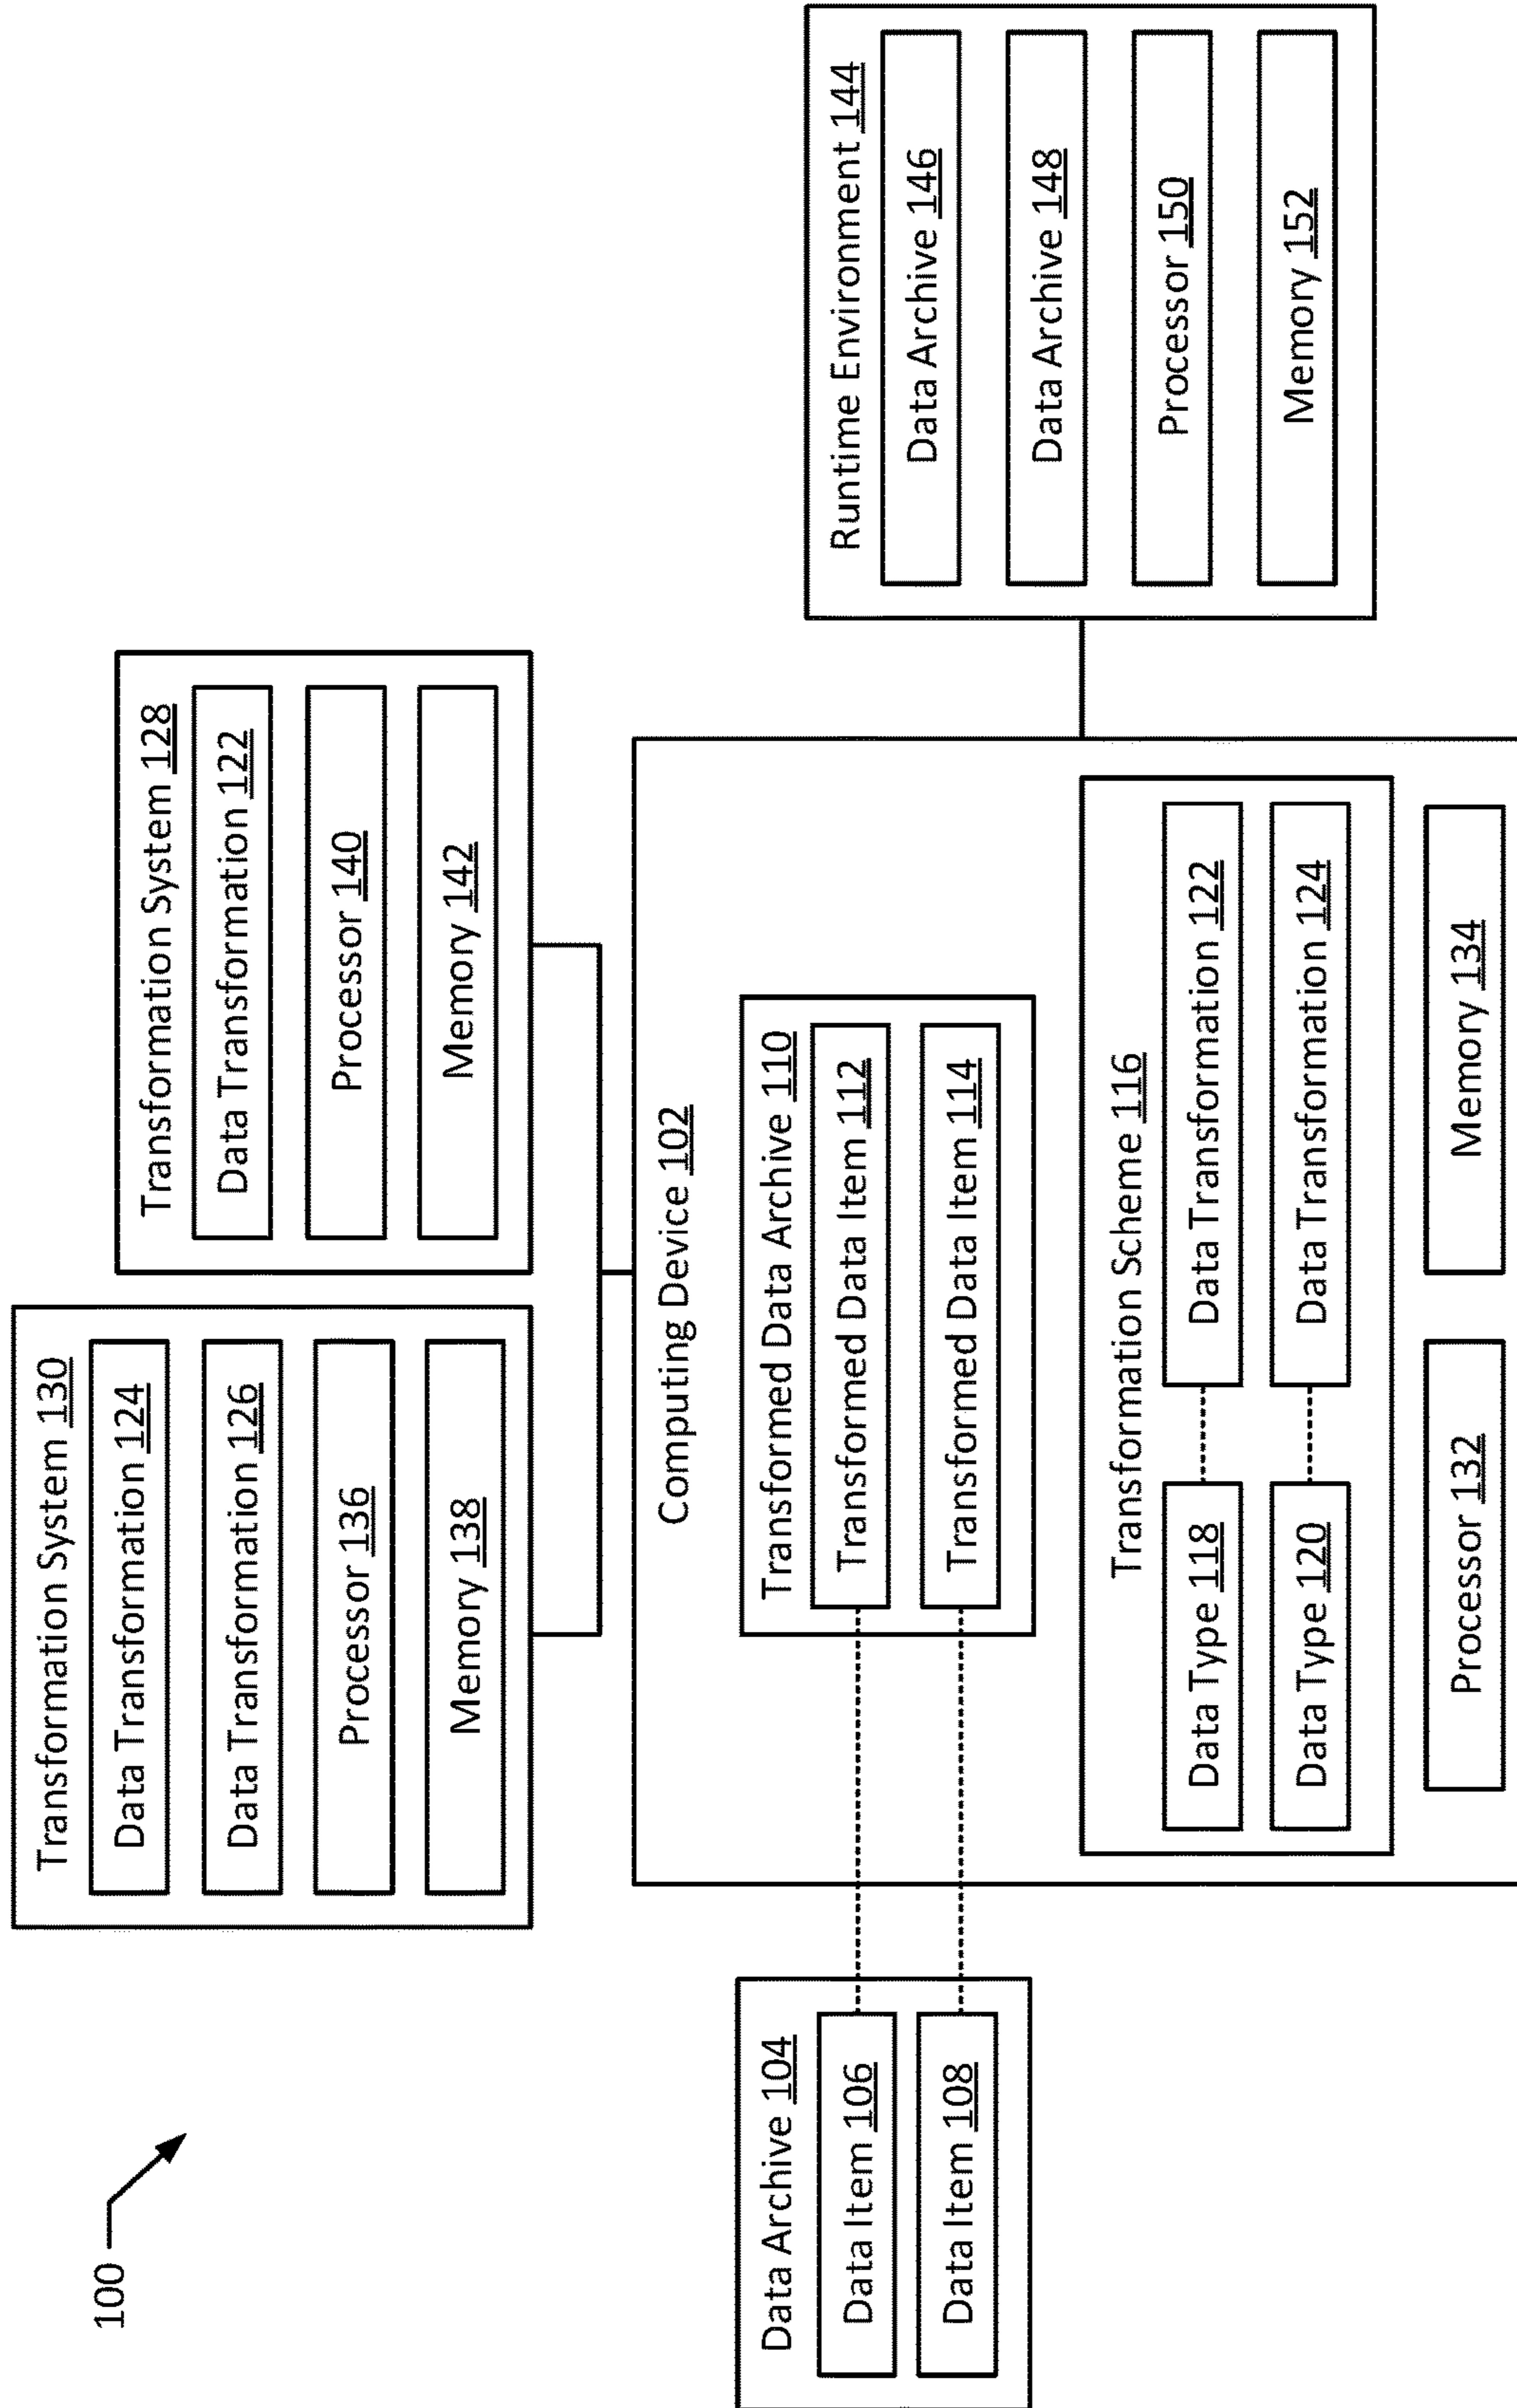 100
Transformation System 130
Data Transformation 124
Data Transformation 126
Processor 136
Memory 138
Transformation System 128
Data Transformation 122
Processor 140
Memory 142
Data Archive 104
Data Item 106
Data Item 108
Computing Device 102
Transformed Data Archive 110
Transformed Data Item 112
Transformed Data Item 114
Transformation Scheme 116
Data Type 118
Data Transformation 122
Data Type 120
Data Transformation 124
Processor 132
Memory 134
Runtime Environment 144
Data Archive 146
Data Archive 148
Processor 150
Memory 152